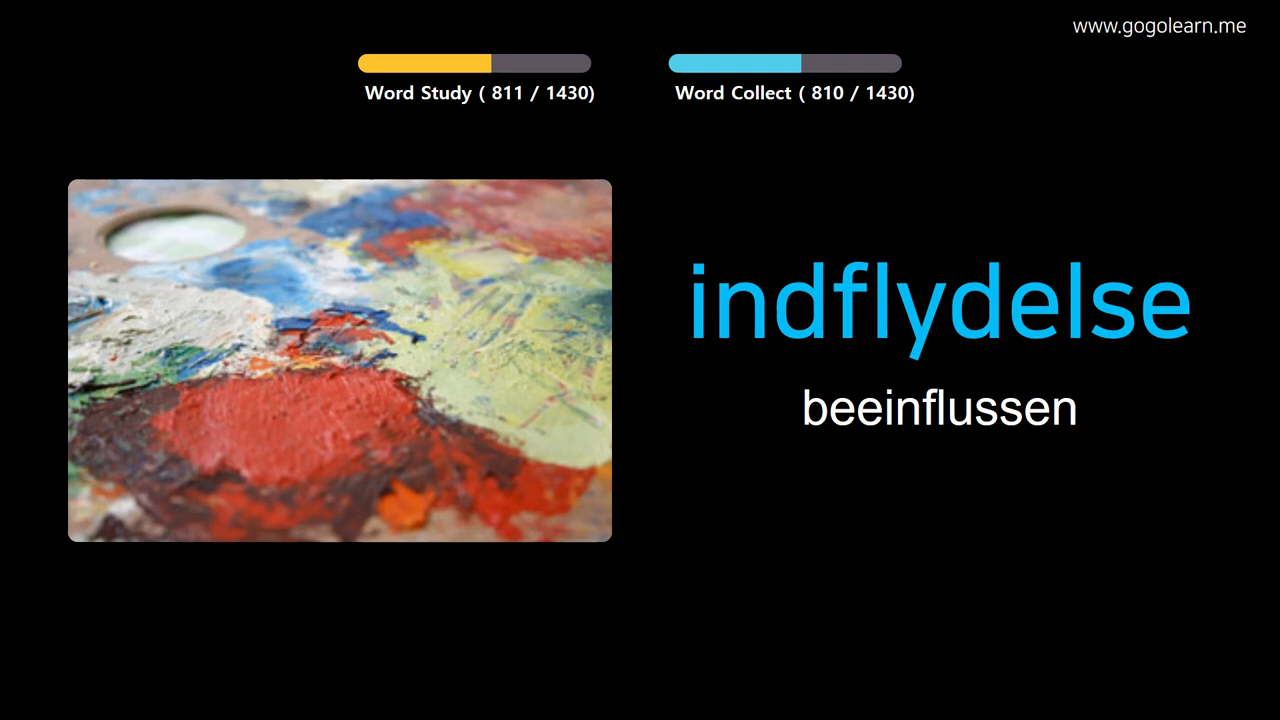 www.gogolearn.me
Word Study ( 811 / 1430)
Word Collect ( 810 / 1430)
indflydelse
beeinflussen